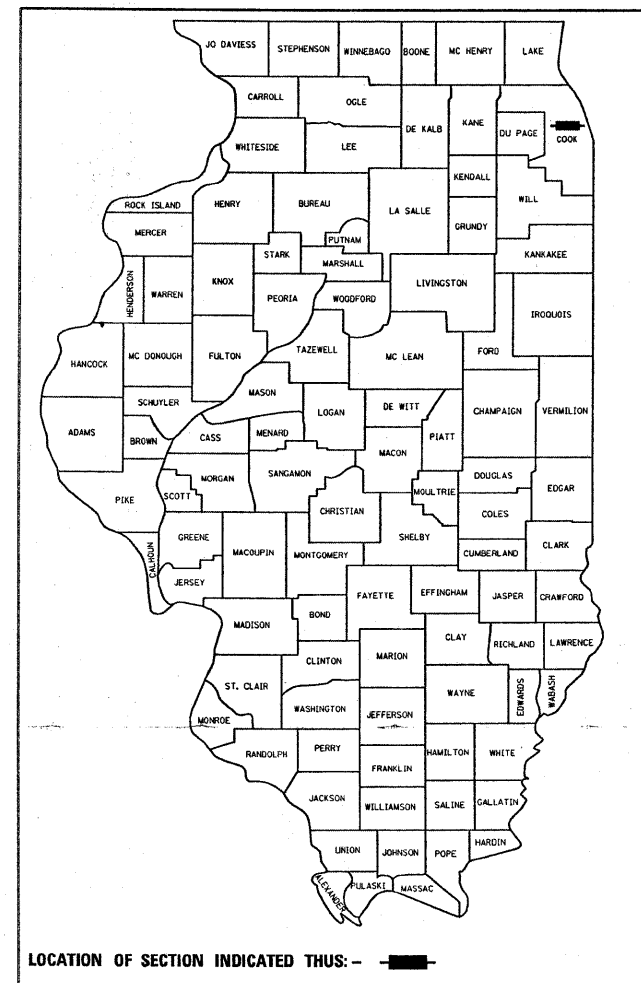 JO DAVIESS STEPHENSON WINNEBAGO BOONE MC HENRY LAKE
CARROLL OGLE DE KALB KANE DU PAGE COOK
WHITESIDE LEE
KENDALL WILL
ROCK ISLAND HENRY BUREAU LA SALLE GRUNDY
MERCER PUTNAM KANKAKEE
STARK MARSHALL
HENDERSON WARREN KNOX PEORIA WOODFORD LIVINGSTON IROQUOIS
HANCOCK MC DONOUGH FULTON TAZEWELL MC LEAN FORD
MASON
SCHUYLER LOGAN DE WITT CHAMPAIGN VERMILION
ADAMS BROWN CASS MENARD MACON PIATT
MORGAN SANGAMON DOUGLAS EDGAR
PIKE SCOTT CHRISTIAN MOULTRIE COLES
GREENE MACOUPIN MONTGOMERY SHELBY CUMBERLAND CLARK
CALHOUN JERSEY
FAYETTE EFFINGHAM JASPER CRAWFORD
MADISON BOND
CLAY RICHLAND LAWRENCE
CLINTON MARION
ST. CLAIR WAYNE EDWARDS WABASH
WASHINGTON JEFFERSON
MONROE
RANDOLPH PERRY HAMILTON WHITE
FRANKLIN
JACKSON WILLIAMSON SALINE GALLATIN
UNION JOHNSON POPE HARDIN
ALEXANDER PULASKI MASSAC
LOCATION OF SECTION INDICATED THUS: -